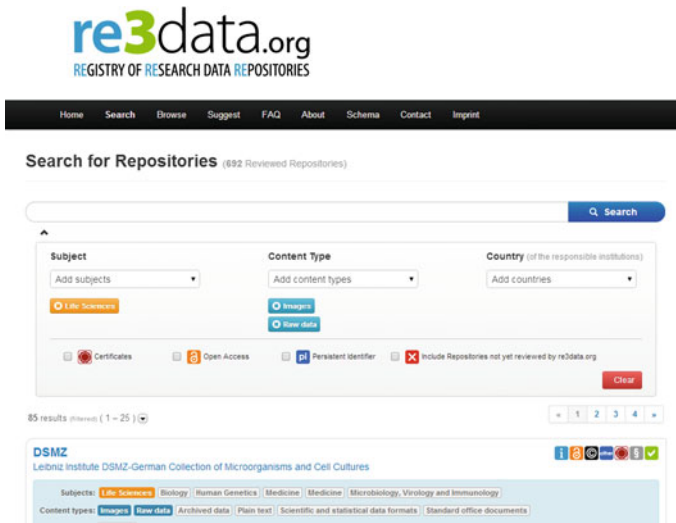 re3data.org
REGISTRY OF RESEARCH DATA REPOSITORIES
Home Search Browse Suggest FAQ About Schema Contact Imprint
Search for Repositories (692 Reviewed Repositories)
Search
Subject Content Type Country (of the responsible institutions)
Add subjects Add content types Add countries
Life Sciences Images
Raw data
Certificates Open Access pi Persistent Identifier Include Repositories not yet reviewed by re3data.org
Clear
85 results (filtered) ( 1 – 25 ) « 1 2 3 4 »
DSMZ
Leibniz Institute DSMZ-German Collection of Microorganisms and Cell Cultures
Subjects: Life Sciences Biology Human Genetics Medicine Medicine Microbiology, Virology and Immunology
Content types: Images Raw data Archived data Plain text Scientific and statistical data formats Standard office documents